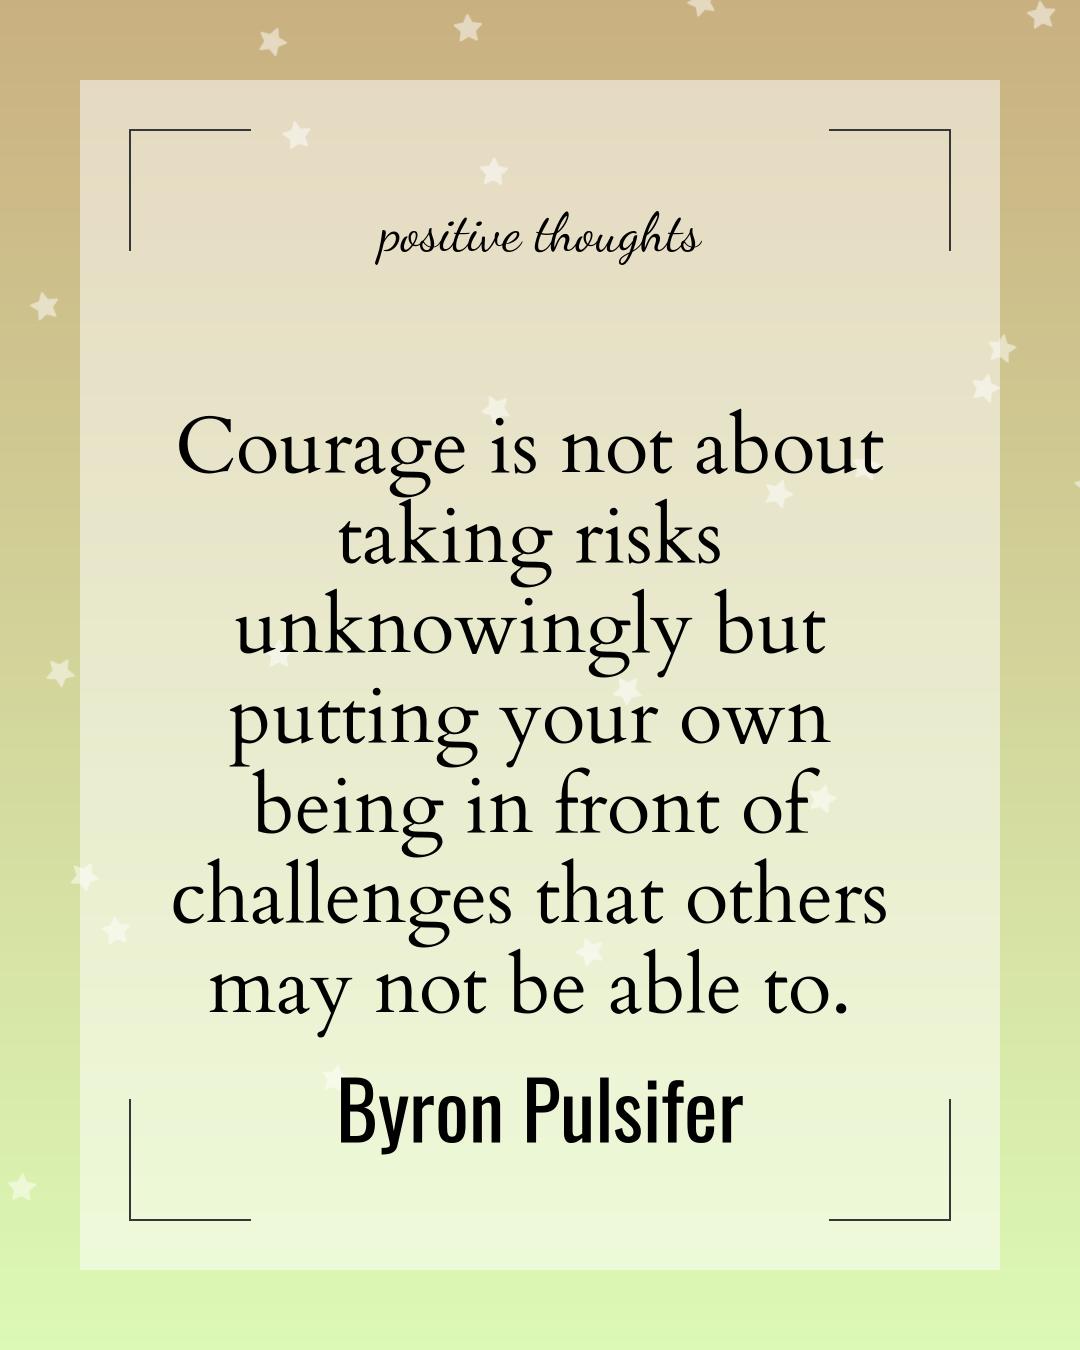 positive thoughts
Courage is not about
taking risks
unknowingly but
putting your own
being in front of
challenges that others
may not be able to.
Byron Pulsifer